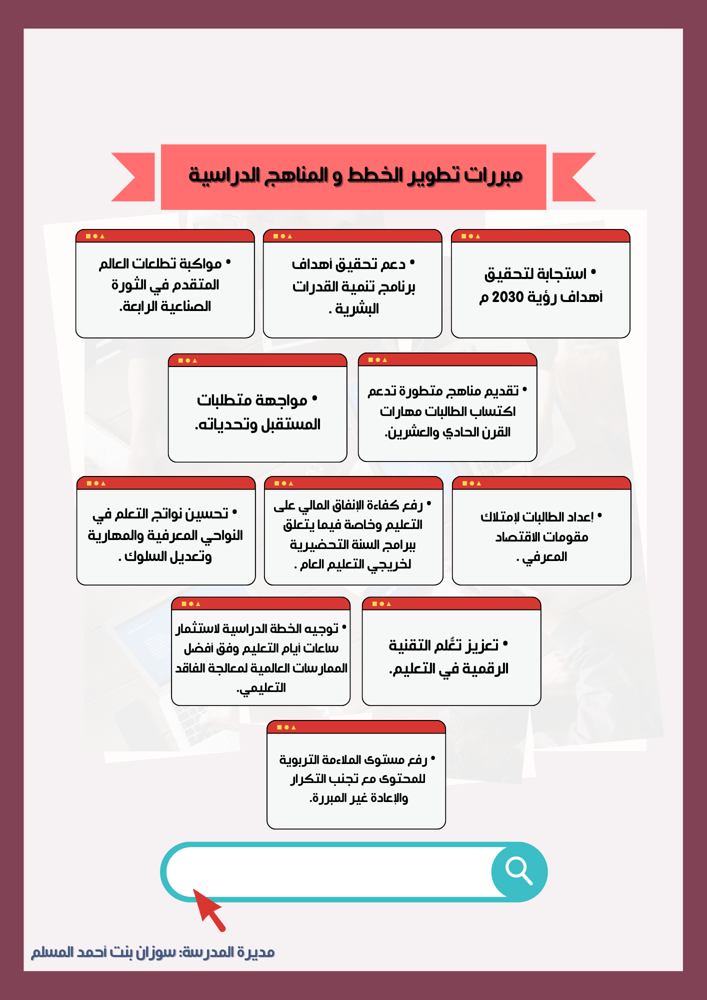 مبررات تطوير الخطط و المناهج الدراسية
• استجابة لتحقيق
أهداف رؤية 2030 م
• دعم تحقيق أهداف
برنامج تنمية القدرات
البشرية .
• مواكبة تطلعات العالم
المتقدم في الثورة
الصناعية الرابعة.
• تقديم مناهج متطورة تدعم
اكتساب الطالبات مهارات
القرن الحادي والعشرين.
• مواجهة متطلبات
المستقبل وتحدياته.
• إعداد الطالبات لإمتلاك
مقومات الاقتصاد
المعرفي .
• رفع كفاءة الإنفاق المالي على
التعليم وخاصة فيما يتعلق
ببرامج السنة التحضيرية
لخريجي التعليم العام .
• تحسين نواتج التعلم في
النواحي المعرفية والمهارية
وتعديل السلوك .
• تعزيز تعُّلم التقنية
الرقمية في التعليم.
• توجيه الخطة الدراسية لاستثمار
ساعات أيام التعليم وفق أفضل
الممارسات العالمية لمعالجة الفاقد
التعليمي.
• رفع مستوى الملاءمة التربوية
للمحتوى مع تجنب التكرار
والإعادة غير المبررة.
مديرة المدرسة: سوزان بنت أحمد المسلم